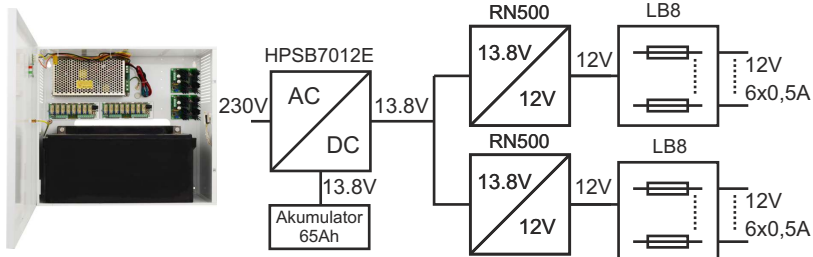 RN500
LB8
HPSB7012E
13.8V
12V
12V
12V
6x0,5A
230V
AC
DC
13.8V
13.8V
Akumulator
65Ah
RN500
LB8
13.8V
12V
12V
12V
6x0,5A